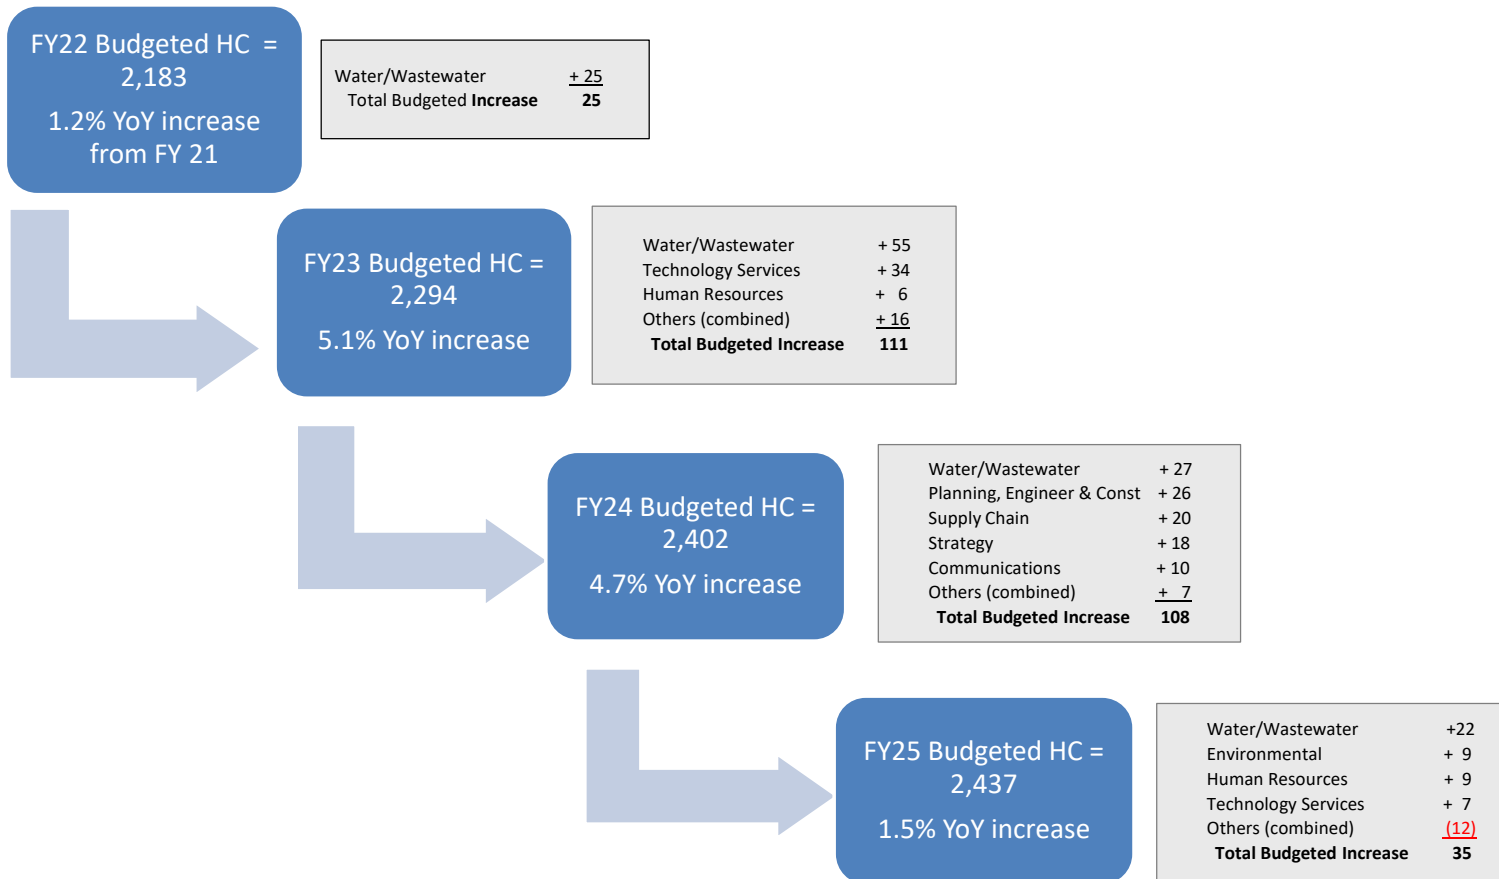 FY22 Budgeted HC =
2,183
1.2% YoY increase
from FY 21
Water/Wastewater + 25
Total Budgeted Increase 25
FY23 Budgeted HC =
2,294
5.1% YoY increase
Water/Wastewater + 55
Technology Services + 34
Human Resources + 6
Others (combined) + 16
Total Budgeted Increase 111
FY24 Budgeted HC =
2,402
4.7% YoY increase
Water/Wastewater + 27
Planning, Engineer & Const + 26
Supply Chain + 20
Strategy + 18
Communications + 10
Others (combined) + 7
Total Budgeted Increase 108
FY25 Budgeted HC =
2,437
1.5% YoY increase
Water/Wastewater +22
Environmental + 9
Human Resources + 9
Technology Services + 7
Others (combined) (12)
Total Budgeted Increase 35